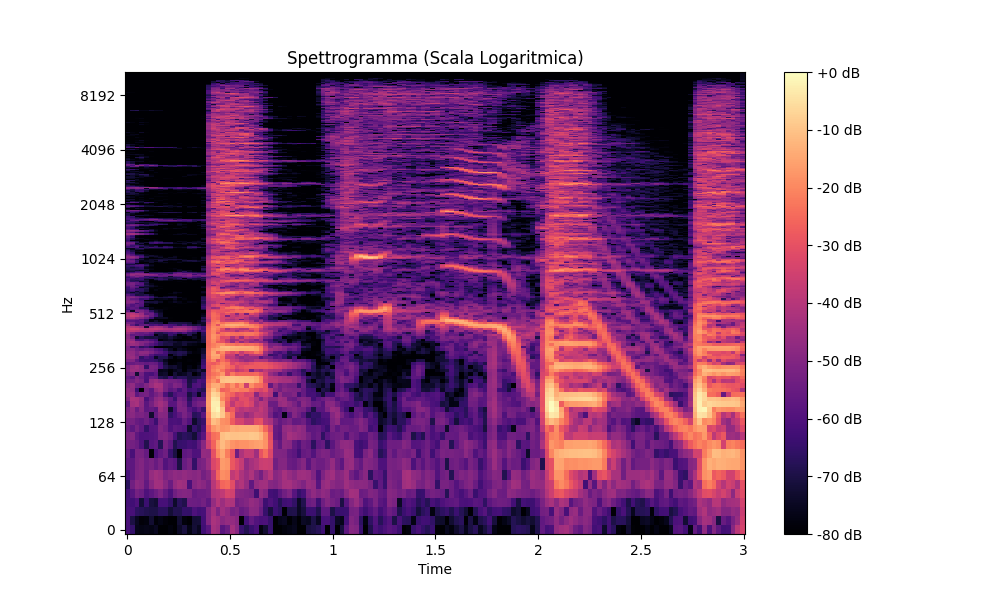 Spettrogramma (Scala Logaritmica)
Hz
8192
4096
2048
1024
512
256
128
64
0
0 0.5 1 1.5 2 2.5 3
Time
+0 dB
-10 dB
-20 dB
-30 dB
-40 dB
-50 dB
-60 dB
-70 dB
-80 dB